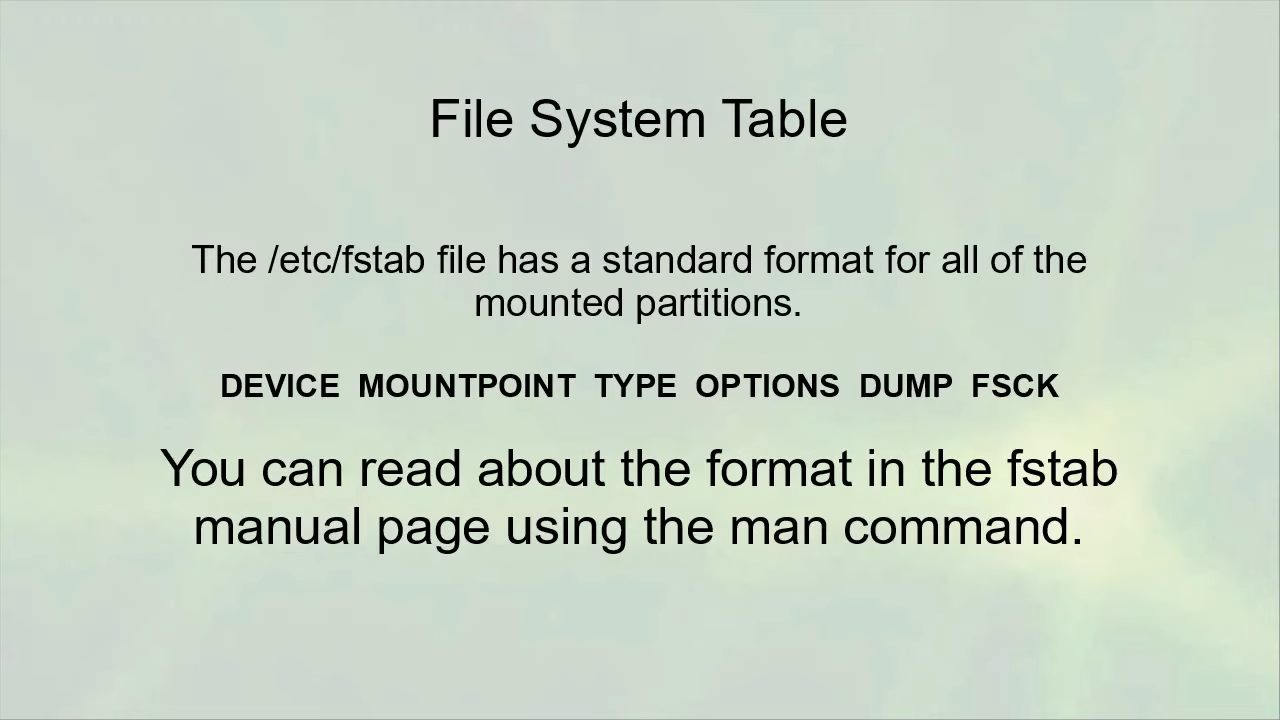 File System Table
The /etc/fstab file has a standard format for all of the
mounted partitions.
DEVICE MOUNTPOINT TYPE OPTIONS DUMP FSCK
You can read about the format in the fstab
manual page using the man command.